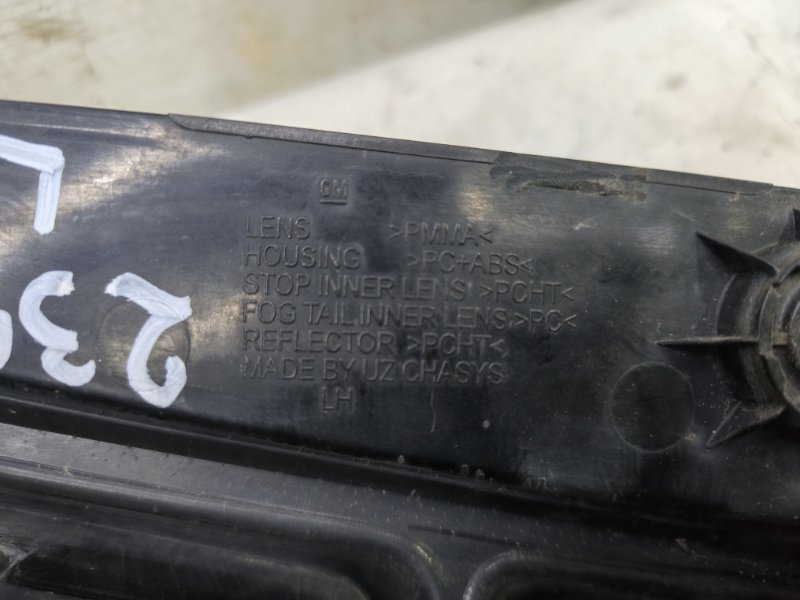 GM
LENS >PMMA<
HOUSING >PC+ABS<
STOP INNER LENS >PCHT<
FOG TAIL INNER LENS >PC<
REFLECTOR >PCHT<
MADE BY UZ CHASYS
LH